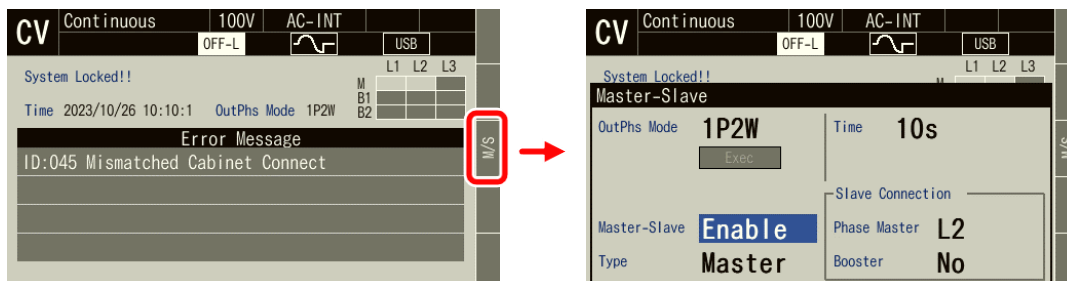 CV Continuous 100V AC-INT
OFF-L USB
System Locked!! L1 L2 L3
M
Time 2023/10/26 10:10:1 OutPhs Mode 1P2W B1
B2
Error Message
ID:045 Mismatched Cabinet Connect
M/S
CV Continuous 100V AC-INT
OFF-L USB
System Locked!! L1 L2 L3
Master-Slave
OutPhs Mode 1P2W Time 10s
Exec
Slave Connection
Master-Slave Enable Phase Master L2
Type Master Booster No